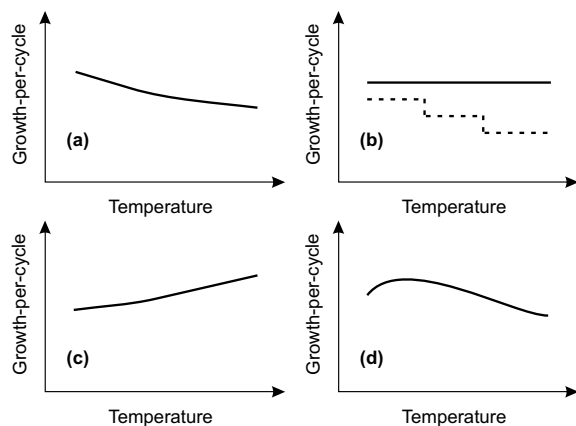 Growth-per-cycle
(a)
Temperature
Growth-per-cycle
(b)
Temperature
Growth-per-cycle
(c)
Temperature
Growth-per-cycle
(d)
Temperature